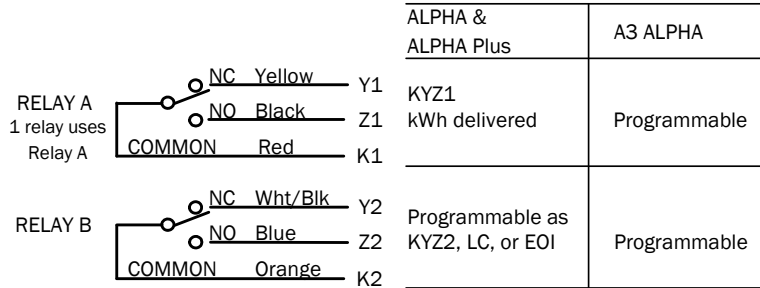 ALPHA &
ALPHA Plus
A3 ALPHA
RELAY A
1 relay uses
Relay A
NC Yellow Y1
NO Black Z1
COMMON Red K1
KYZ1
kWh delivered
Programmable
RELAY B
NC Wht/Blk Y2
NO Blue Z2
COMMON Orange K2
Programmable as
KYZ2, LC, or EOI
Programmable